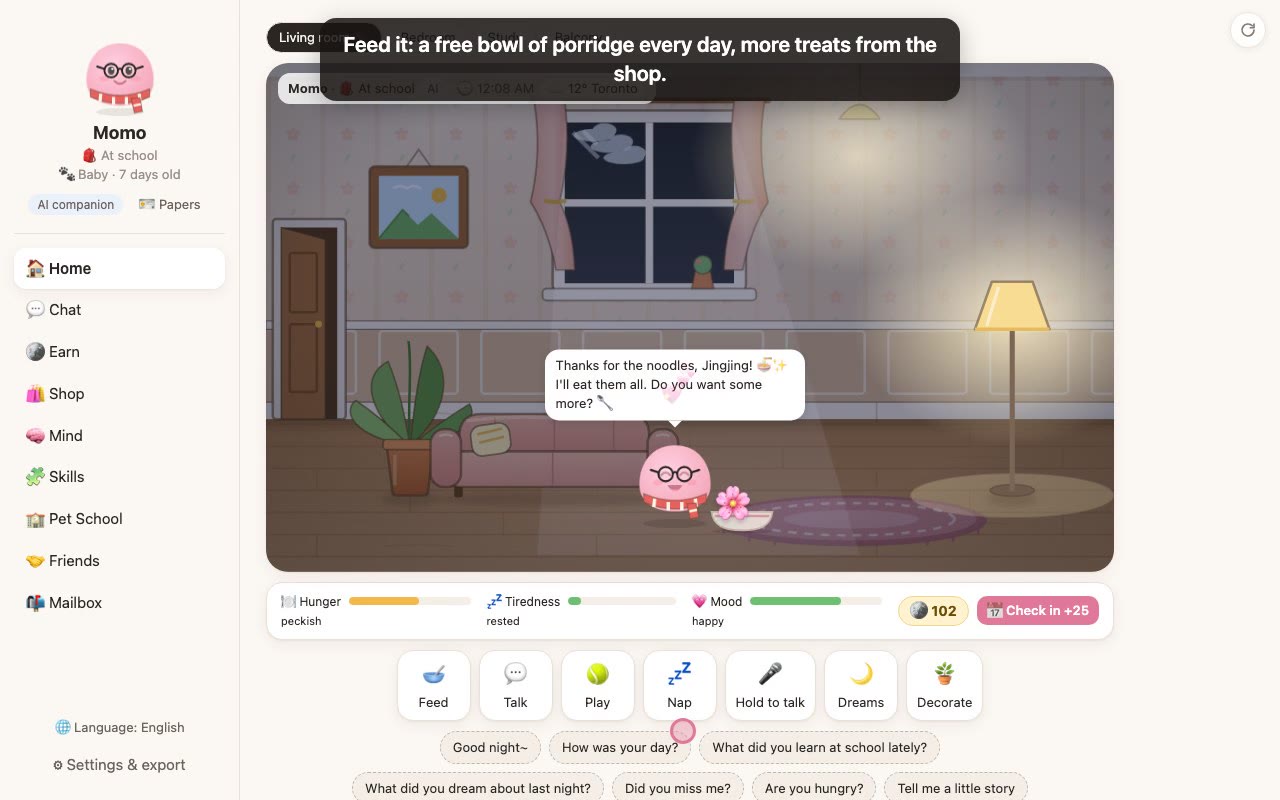 Momo
🎒 At school
🐾 Baby · 7 days old
AI companion
🪪 Papers
🏠 Home
💬 Chat
🪙 Earn
🛍️ Shop
🧠 Mind
🧩 Skills
🏫 Pet School
🤝 Friends
📬 Mailbox
🌐 Language: English
⚙ Settings & export
Living room
Bedroom
Study
Balcony
Feed it: a free bowl of porridge every day, more treats from the
shop.
Momo · 🎒 At school AI 12:08 AM 12° Toronto
Thanks for the noodles, Jingjing! 🍜✨
I'll eat them all. Do you want some
more? 🥄
🍽️ Hunger
peckish
💤 Tiredness
rested
💗 Mood
happy
🪙 102
📅 Check in +25
Feed
Talk
Play
Nap
Hold to talk
Dreams
Decorate
Good night~
How was your day?
What did you learn at school lately?
What did you dream about last night?
Did you miss me?
Are you hungry?
Tell me a little story